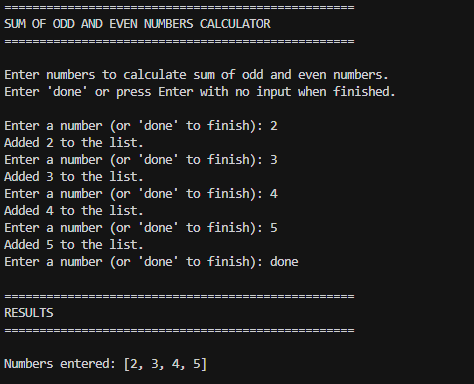 ==================================================
SUM OF ODD AND EVEN NUMBERS CALCULATOR
==================================================
Enter numbers to calculate sum of odd and even numbers.
Enter 'done' or press Enter with no input when finished.
Enter a number (or 'done' to finish): 2
Added 2 to the list.
Enter a number (or 'done' to finish): 3
Added 3 to the list.
Enter a number (or 'done' to finish): 4
Added 4 to the list.
Enter a number (or 'done' to finish): 5
Added 5 to the list.
Enter a number (or 'done' to finish): done
==================================================
RESULTS
==================================================
Numbers entered: [2, 3, 4, 5]